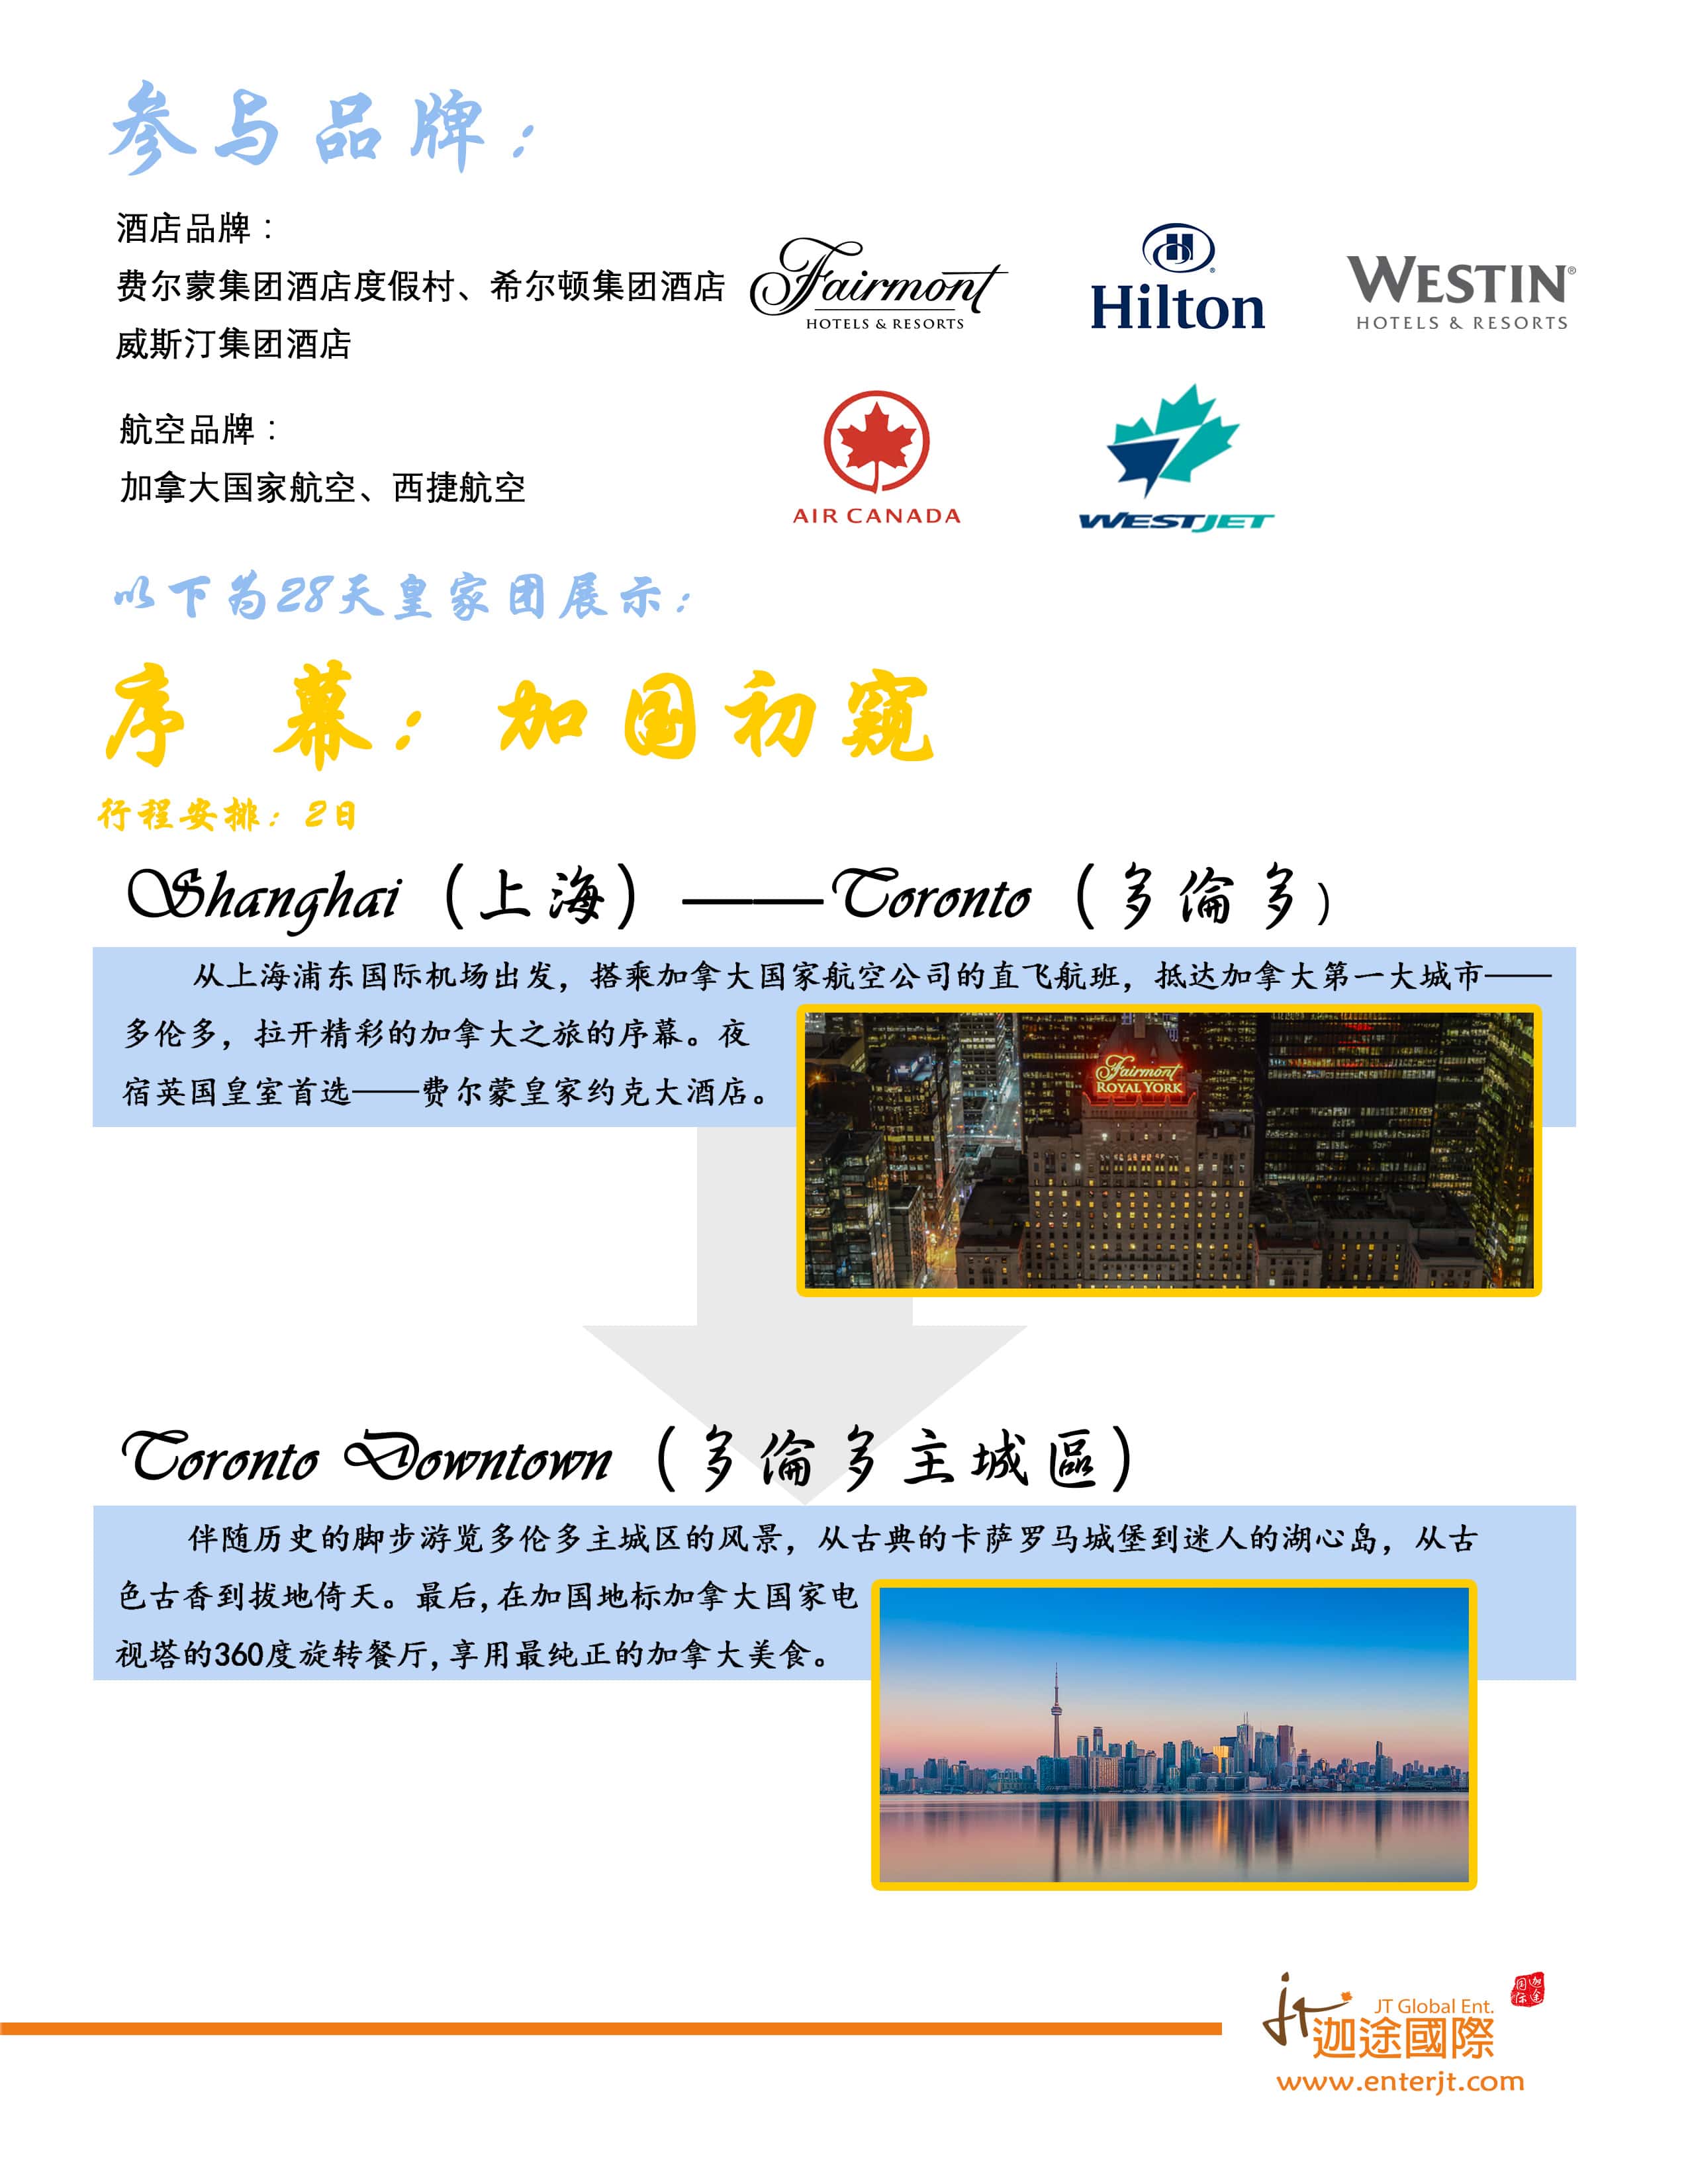 参与品牌：
酒店品牌：
费尔蒙集团酒店度假村、希尔顿集团酒店
威斯汀集团酒店
Fairmont
HOTELS & RESORTS
Hilton
WESTIN®
HOTELS & RESORTS
航空品牌：
加拿大国家航空、西捷航空
AIR CANADA
WESTJET
以下为28天皇家团展示：
序 幕：加国初窥
行程安排：2日
Shanghai（上海）——Toronto（多倫多）
从上海浦东国际机场出发，搭乘加拿大国家航空公司的直飞航班，抵达加拿大第一大城市——
多伦多，拉开精彩的加拿大之旅的序幕。夜
宿英国皇室首选——费尔蒙皇家约克大酒店。
Fairmont
ROYAL YORK
Toronto Downtown（多倫多主城區）
伴随历史的脚步游览多伦多主城区的风景，从古典的卡萨罗马城堡到迷人的湖心岛，从古
色古香到拔地倚天。最后,在加国地标加拿大国家电
视塔的360度旋转餐厅,享用最纯正的加拿大美食。
JT Global Ent.
迦途國際
迦途国际
www.enterjt.com